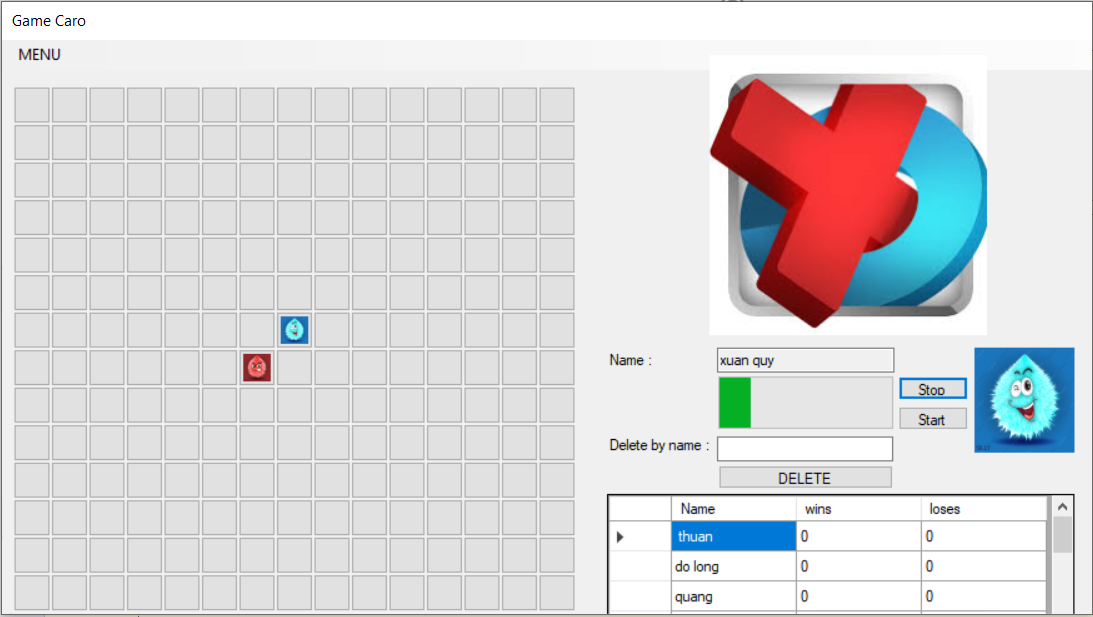 Game Caro
MENU
Name :
xuan quy
Stop
Start
Delete by name :
DELETE
Name wins loses
thuan 0 0
do long 0 0
quang 0 0